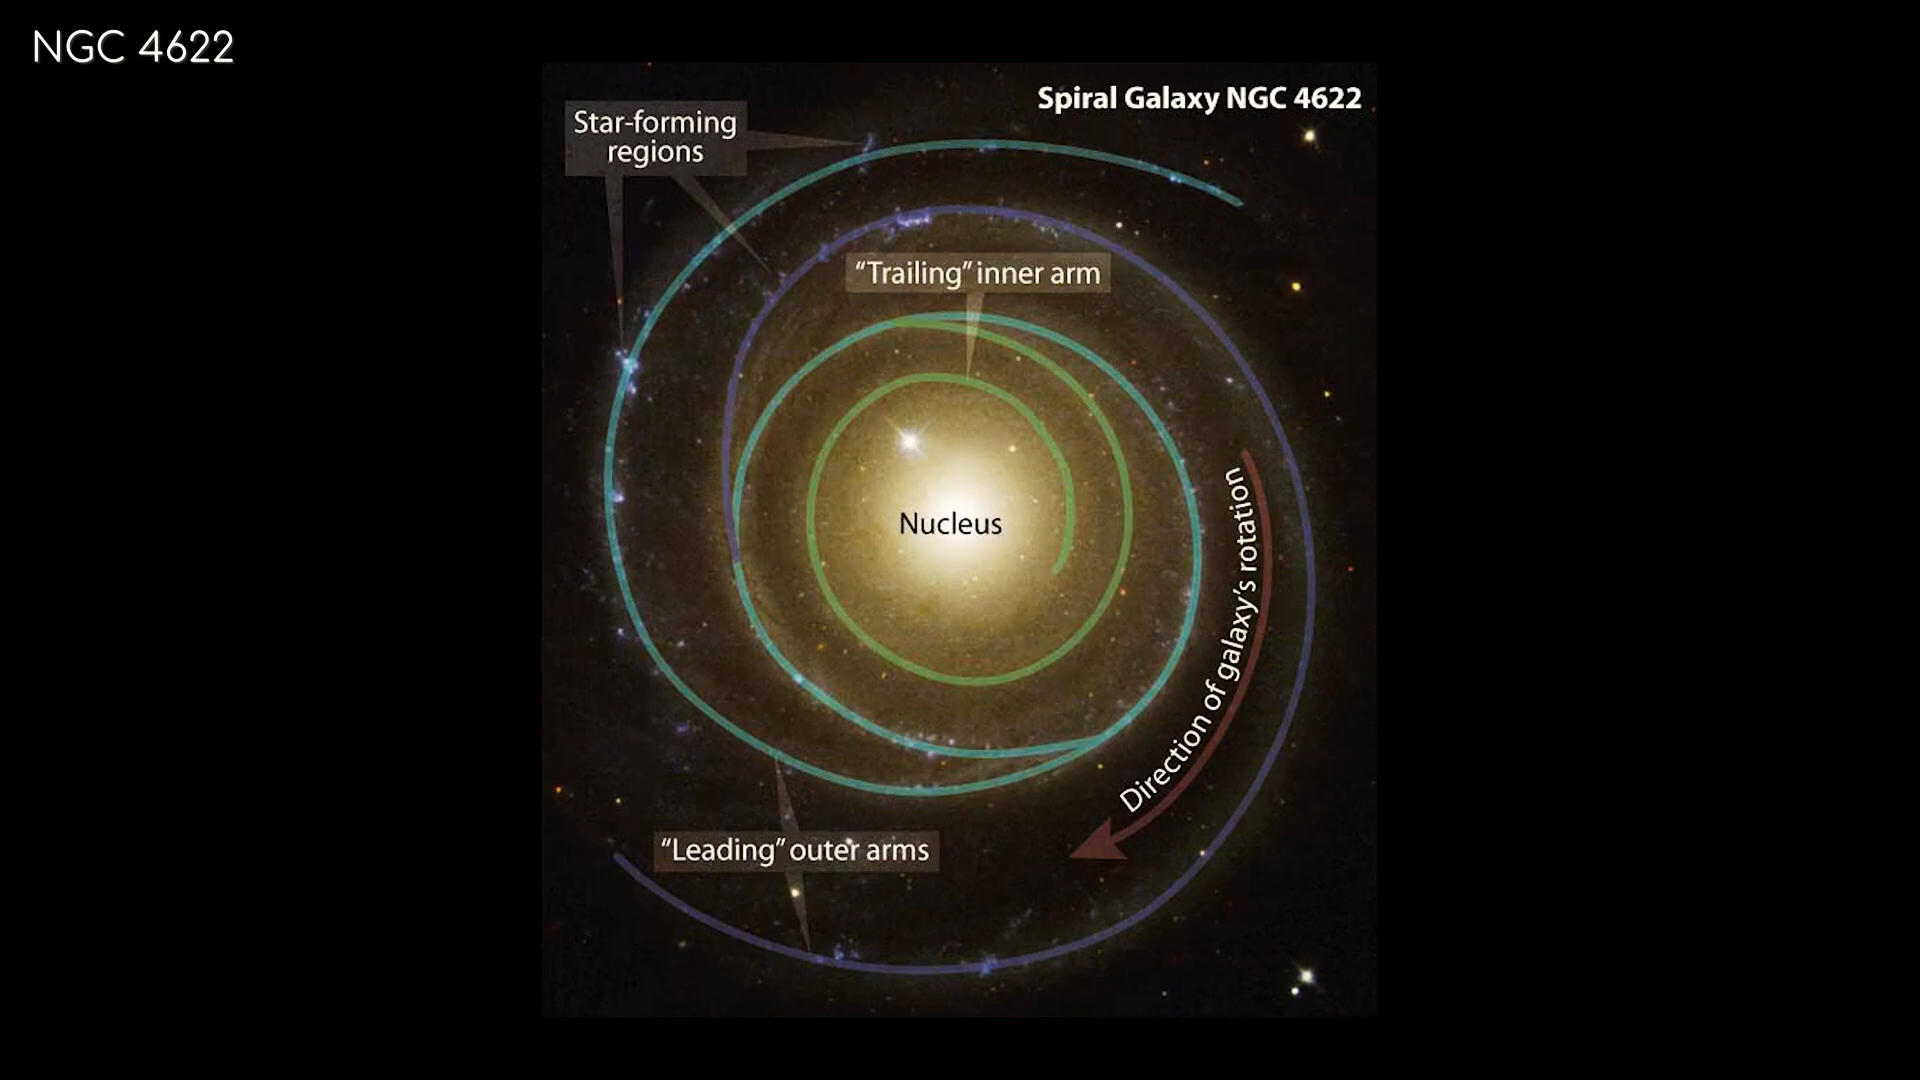 NGC 4622
Spiral Galaxy NGC 4622
Star-forming
regions
“Trailing” inner arm
Nucleus
Direction of galaxy’s rotation
“Leading” outer arms